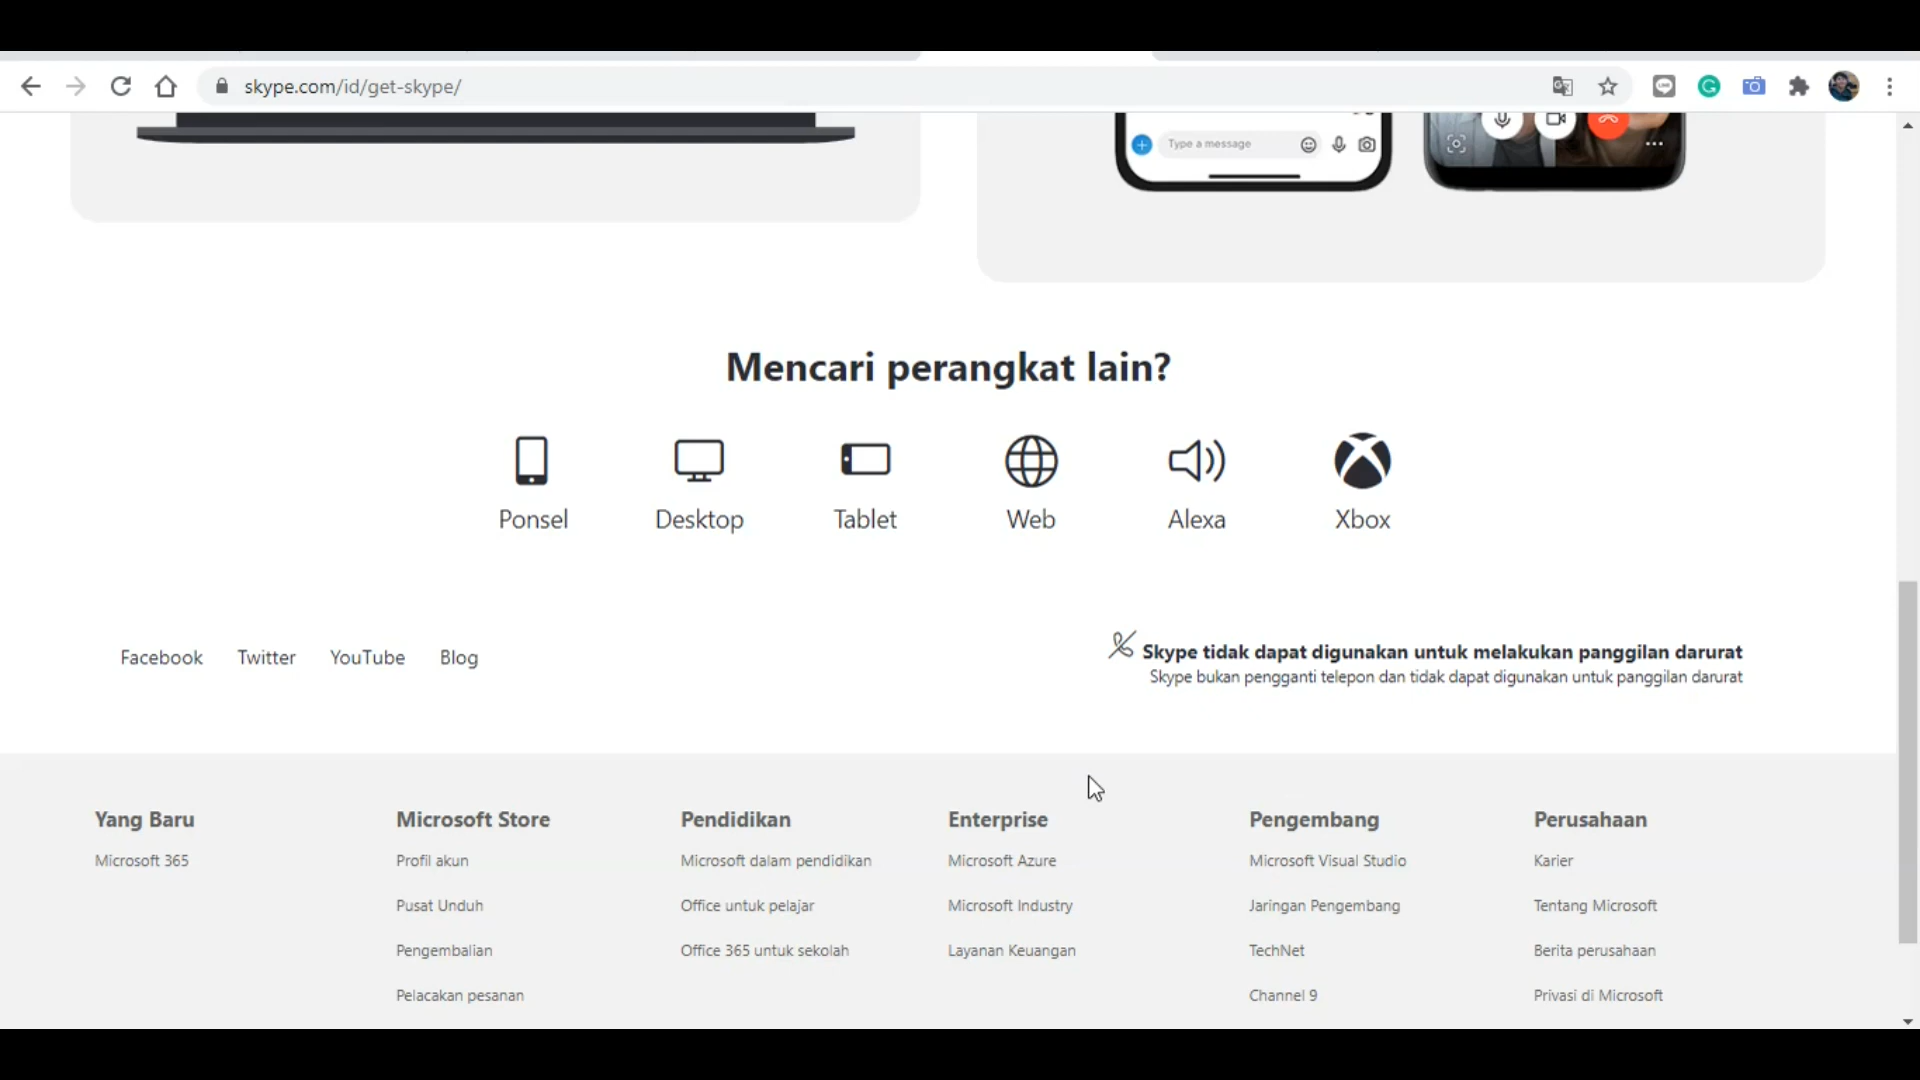 skype.com/id/get-skype/
Type a message
Mencari perangkat lain?
Ponsel
Desktop
Tablet
Web
Alexa
Xbox
Facebook
Twitter
YouTube
Blog
Skype tidak dapat digunakan untuk melakukan panggilan darurat
Skype bukan pengganti telepon dan tidak dapat digunakan untuk panggilan darurat
Yang Baru
Microsoft 365
Microsoft Store
Profil akun
Pusat Unduh
Pengembalian
Pelacakan pesanan
Pendidikan
Microsoft dalam pendidikan
Office untuk pelajar
Office 365 untuk sekolah
Enterprise
Microsoft Azure
Microsoft Industry
Layanan Keuangan
Pengembang
Microsoft Visual Studio
Jaringan Pengembang
TechNet
Channel 9
Perusahaan
Karier
Tentang Microsoft
Berita perusahaan
Privasi di Microsoft